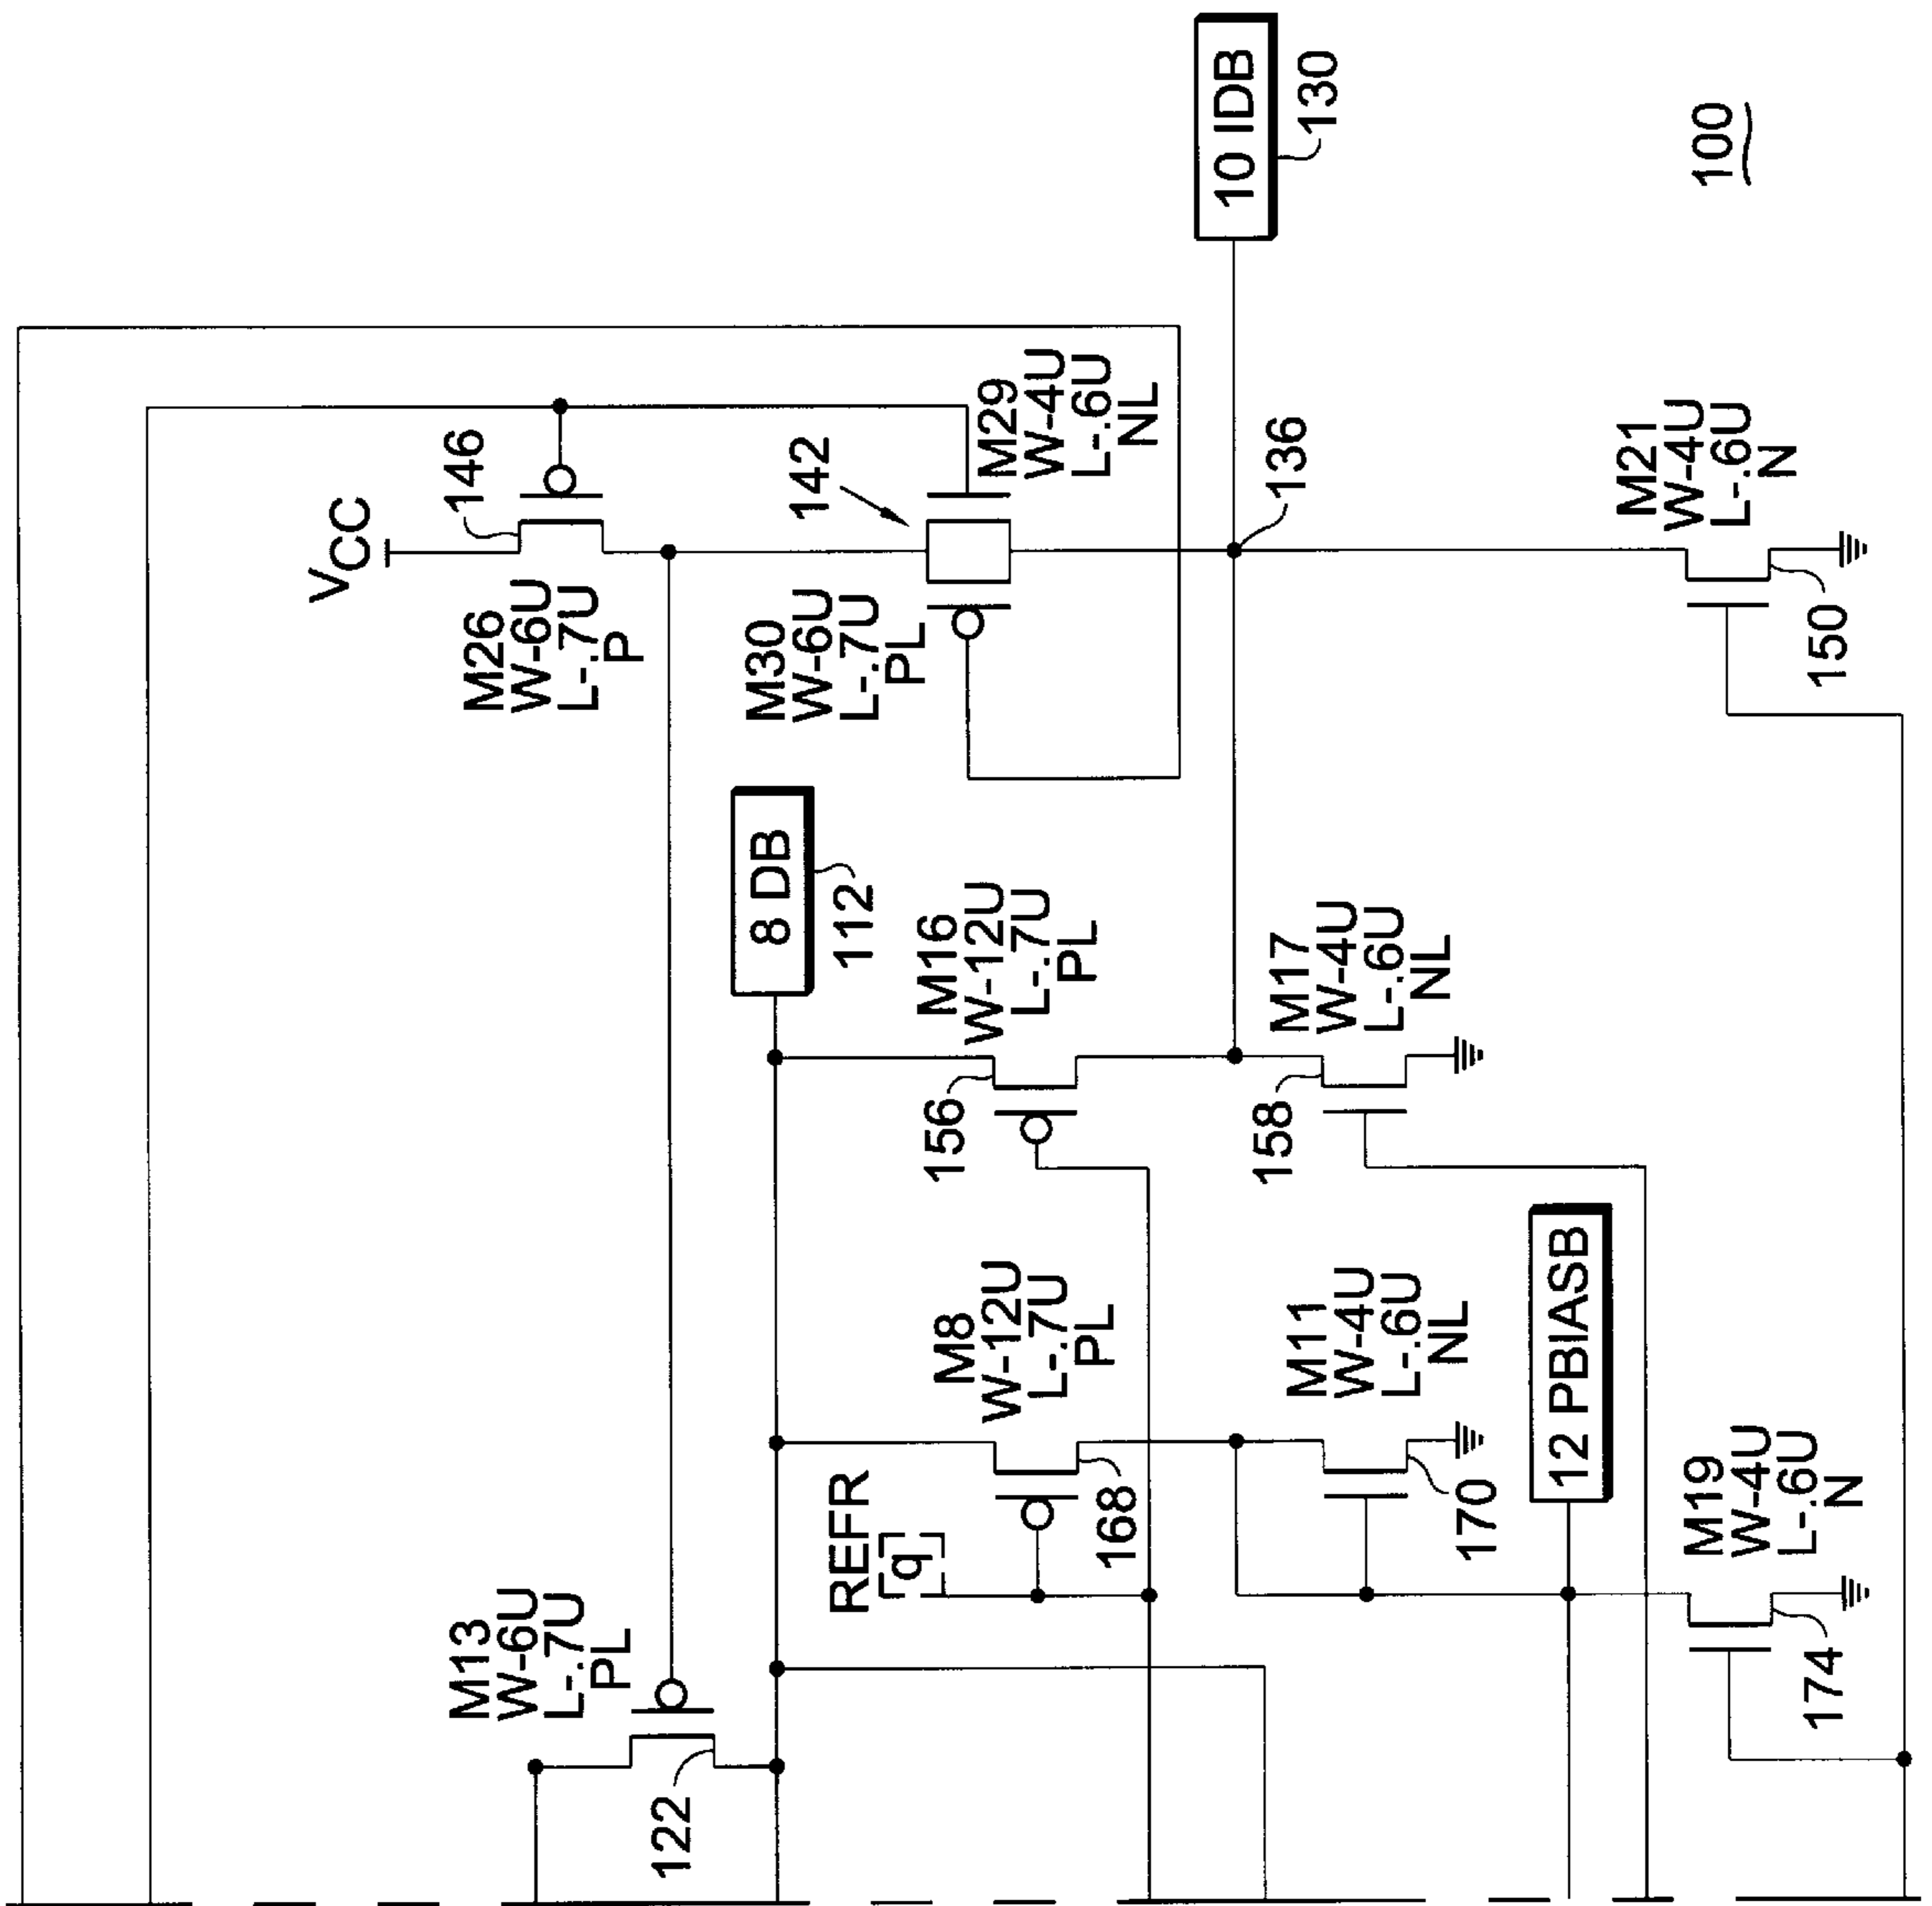 VCC
146
M26
W-6U
L-.7U
P
142
M30
W-6U
L-.7U
PL
M29
W-4U
L-.6U
NL
10 IDB
130
136
100
M21
W-4U
L-.6U
N
150
8 DB
112
M16
W-12U
L-.7U
PL
156
M17
W-4U
L-.6U
NL
158
M13
W-6U
L-.7U
PL
122
REFR
q
M8
W-12U
L-.7U
PL
168
M11
W-4U
L-.6U
NL
170
12 PBIASB
M19
W-4U
L-.6U
N
174